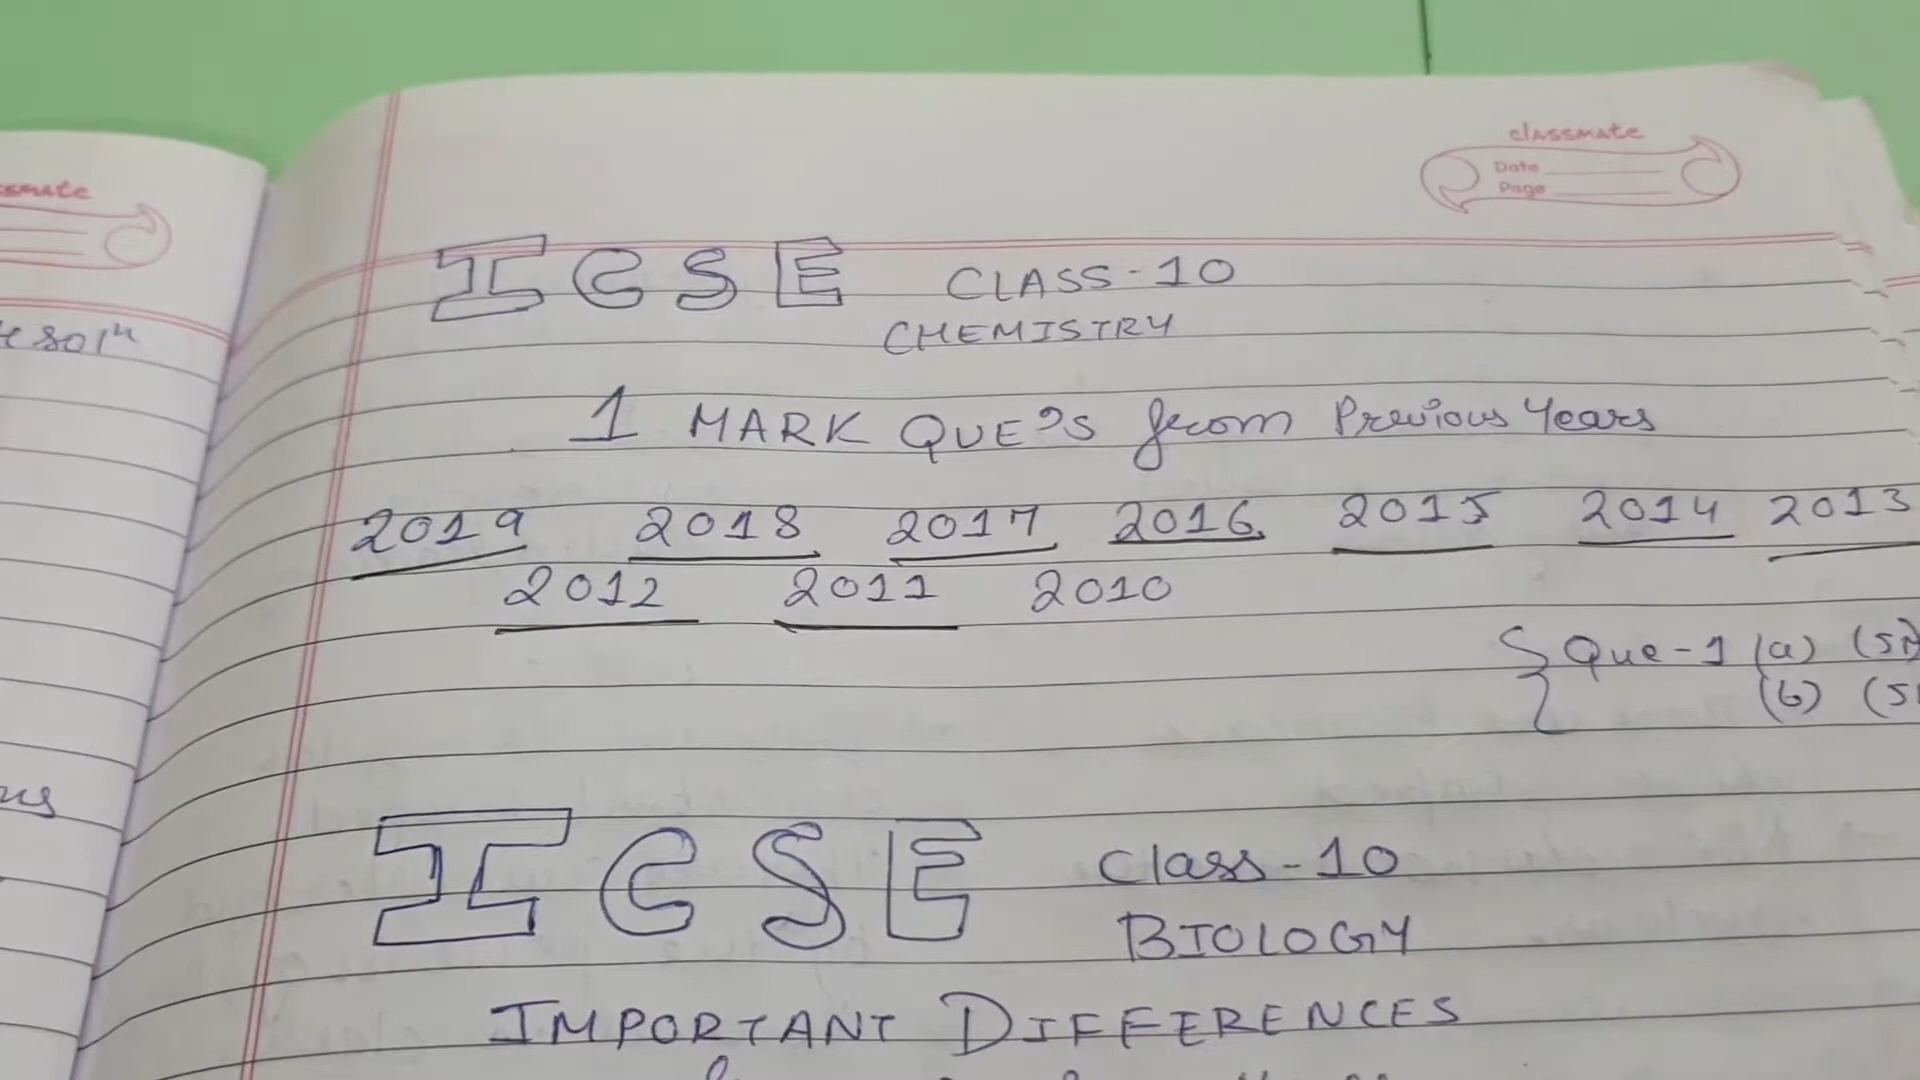 classmate
Date
Page
ICSE CLASS-10
CHEMISTRY
1 MARK QUE'S from Previous Years
2019 2018 2017 2016 2015 2014 2013
2012 2011 2010
Que-1 (a)
(b)
ICSE Class-10
BIOLOGY
IMPORTANT DIFFERENCES